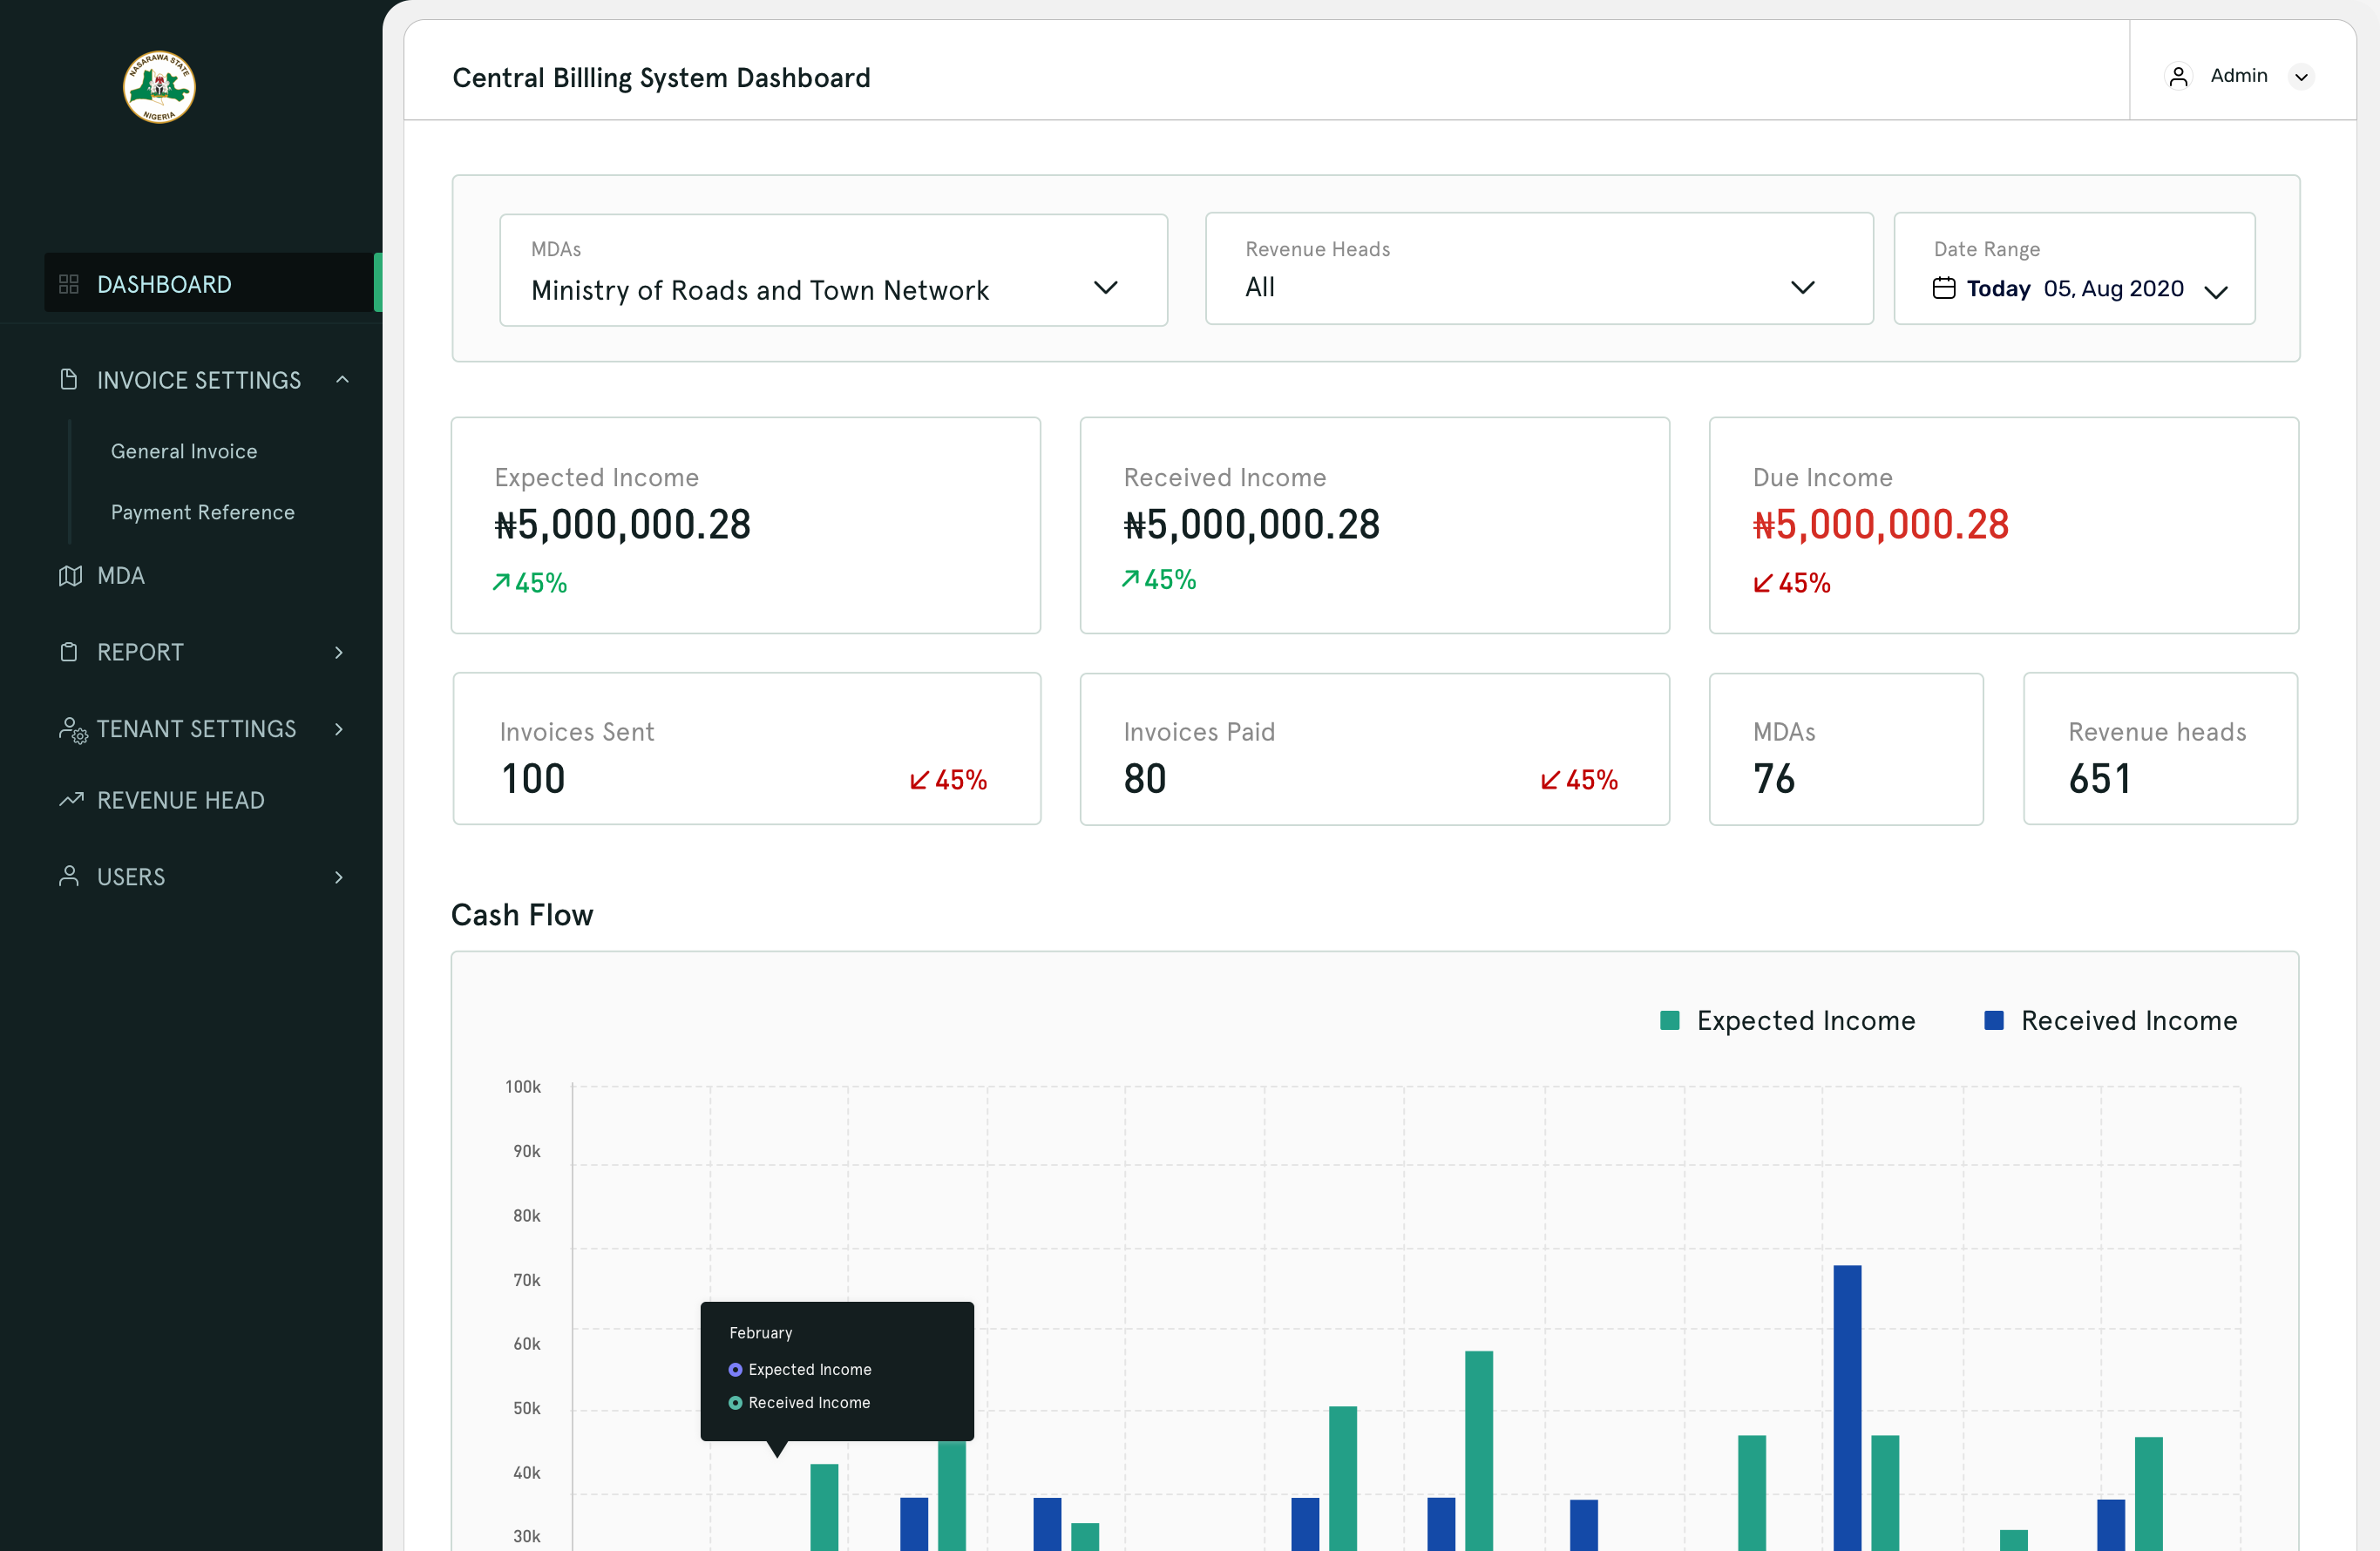 NASARAWA STATE
NIGERIA
DASHBOARD
INVOICE SETTINGS
General Invoice
Payment Reference
MDA
REPORT
TENANT SETTINGS
REVENUE HEAD
USERS
Central Billling System Dashboard
Admin
MDAs
Ministry of Roads and Town Network
Revenue Heads
All
Date Range
Today 05, Aug 2020
Expected Income
₦5,000,000.28
45%
Received Income
₦5,000,000.28
45%
Due Income
₦5,000,000.28
45%
Invoices Sent
100
45%
Invoices Paid
80
45%
MDAs
76
Revenue heads
651
Cash Flow
Expected Income
Received Income
100k
90k
80k
70k
60k
50k
40k
30k
February
Expected Income
Received Income